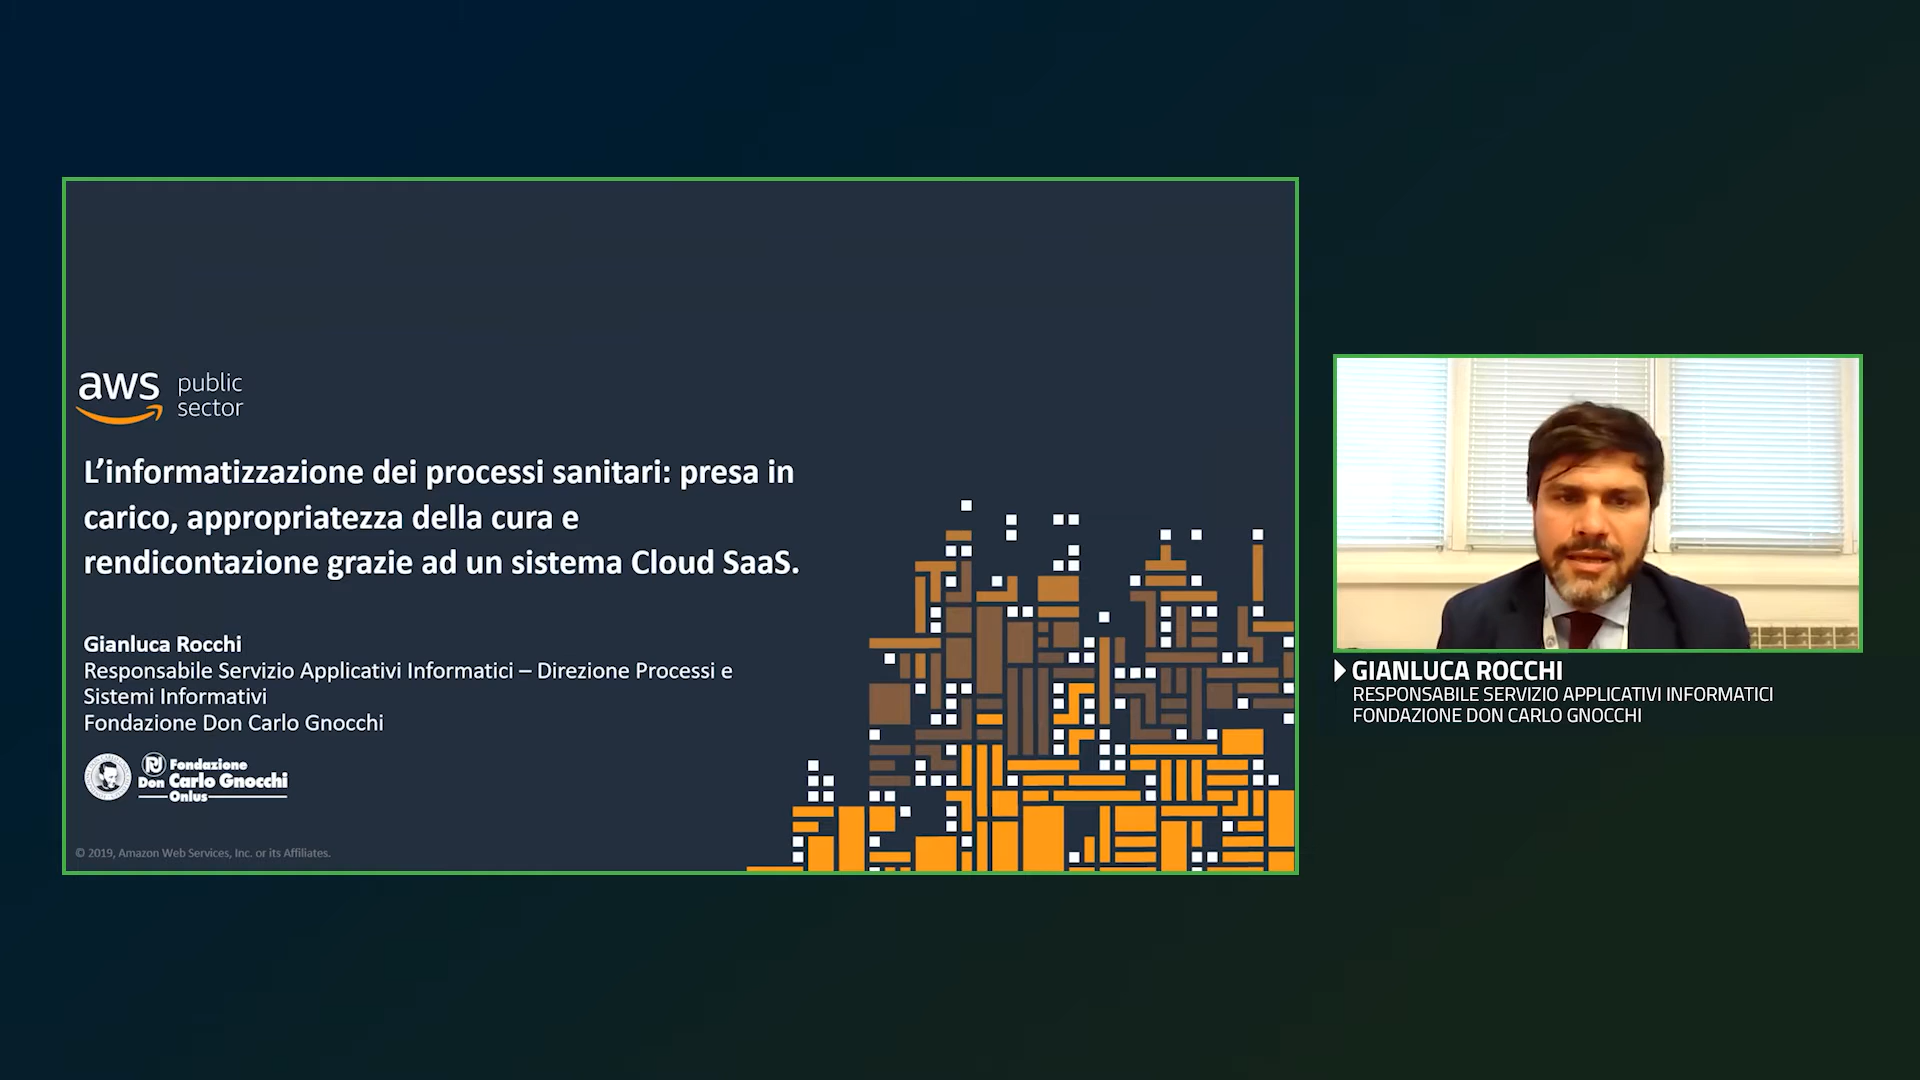 aws public
sector
L'informatizzazione dei processi sanitari: presa in
carico, appropriatezza della cura e
rendicontazione grazie ad un sistema Cloud SaaS.
Gianluca Rocchi
Responsabile Servizio Applicativi Informatici – Direzione Processi e
Sistemi Informativi
Fondazione Don Carlo Gnocchi
Fondazione
Don Carlo Gnocchi
Onlus
© 2019, Amazon Web Services, Inc. or its Affiliates.
GIANLUCA ROCCHI
RESPONSABILE SERVIZIO APPLICATIVI INFORMATICI
FONDAZIONE DON CARLO GNOCCHI